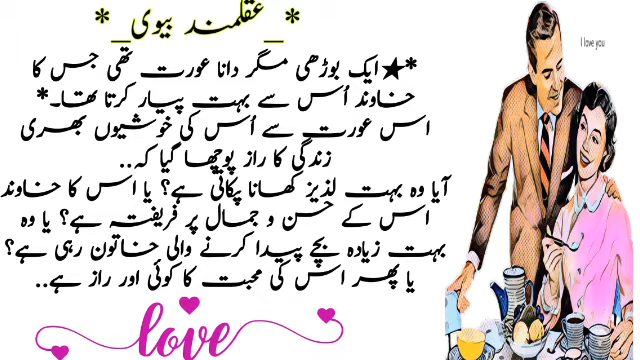 *_عقلمند بیوی_*
I love you
*★ایک بوڑھی مگر دانا عورت تھی جس کا
خاوند اُس سے بہت پیار کرتا تھا۔*
اس عورت سے اُس کی خوشیوں بھری
زندگی کا راز پوچھا گیا کہ..
آیا وہ بہت لذیز کھانا پکاتی ہے؟ یا اس کا خاوند
اس کے حسن و جمال پر فریفتہ ہے؟ یا وہ
بہت زیادہ بچے پیدا کرنے والی خاتون رہی ہے؟
یا پھر اس کی محبت کا کوئی اور راز ہے..
love